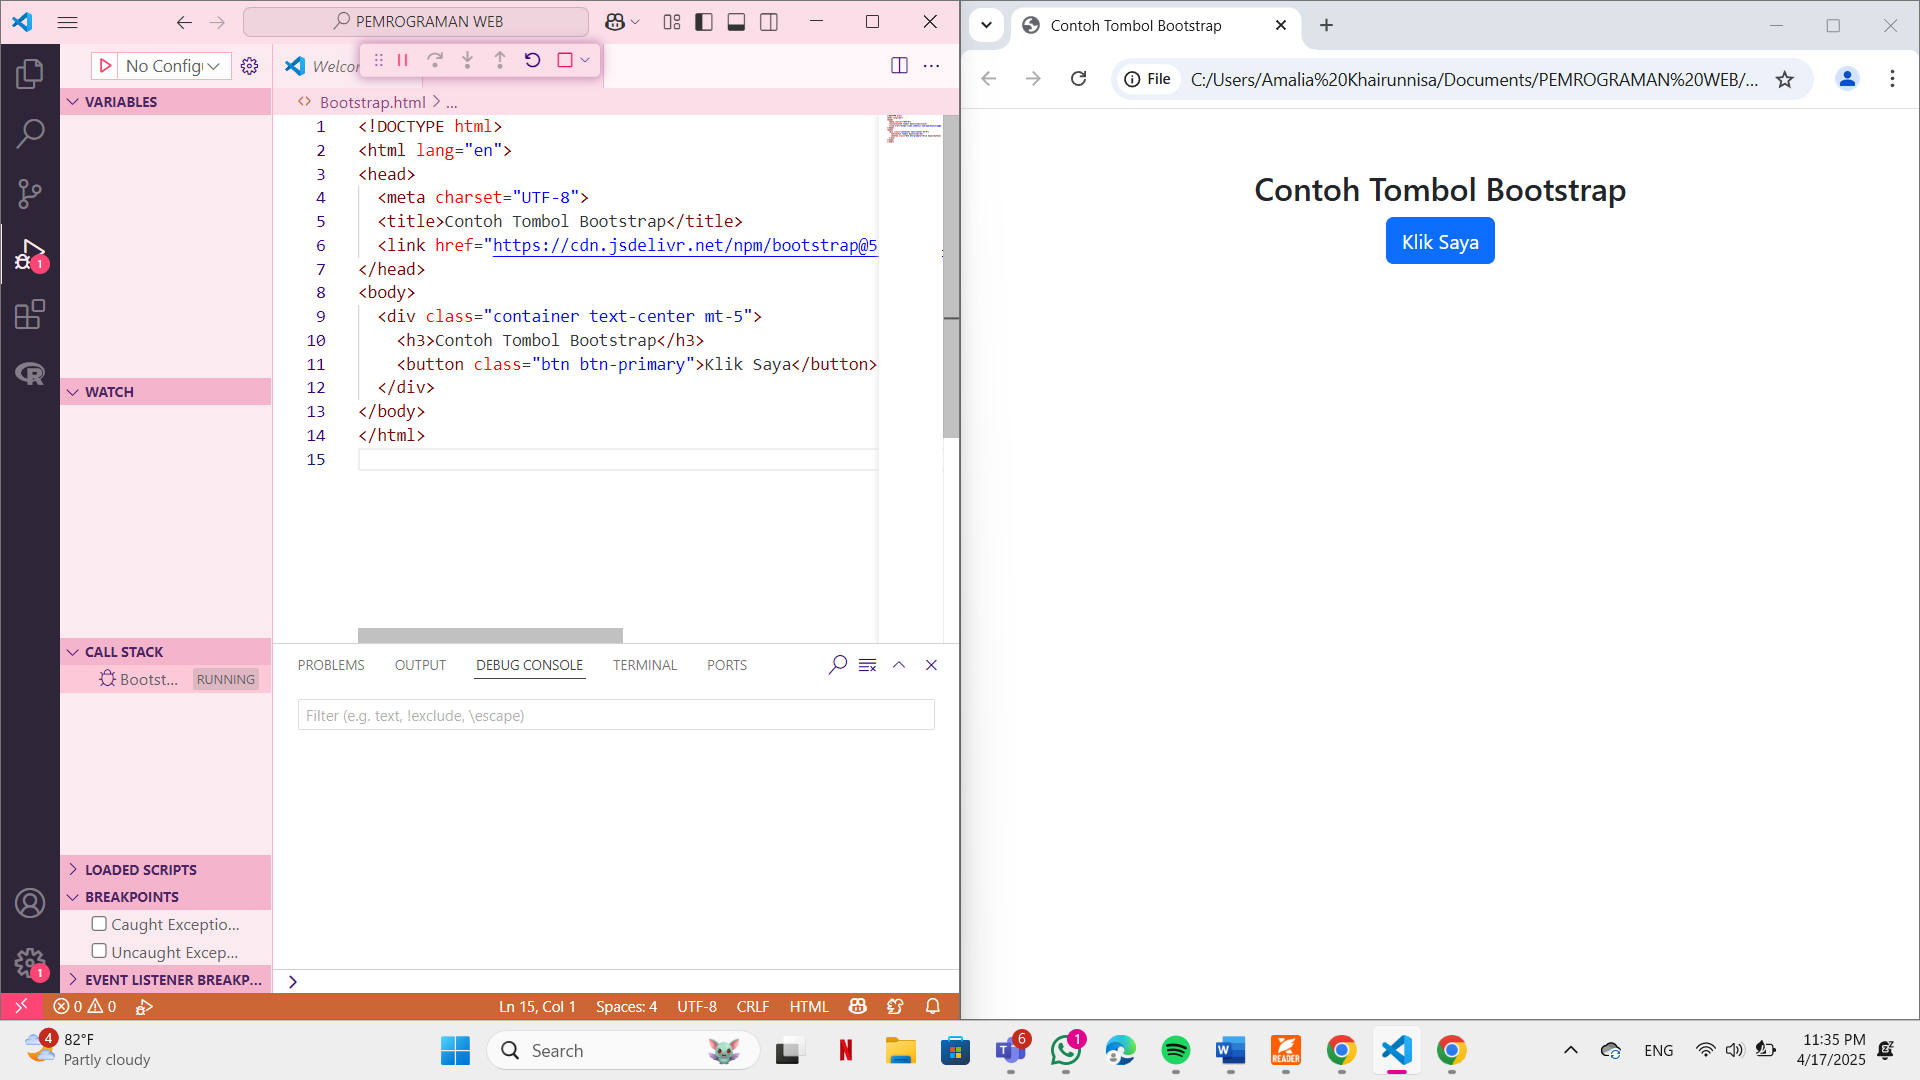 PEMROGRAMAN WEB
No Config
Welcor
VARIABLES
Bootstrap.html > ...
1 <!DOCTYPE html>
2 <html lang="en">
3 <head>
4 <meta charset="UTF-8">
5 <title>Contoh Tombol Bootstrap</title>
6 <link href="https://cdn.jsdelivr.net/npm/bootstrap@5
7 </head>
8 <body>
9 <div class="container text-center mt-5">
10 <h3>Contoh Tombol Bootstrap</h3>
11 <button class="btn btn-primary">Klik Saya</button>
12 </div>
13 </body>
14 </html>
15
WATCH
CALL STACK
Bootst... RUNNING
LOADED SCRIPTS
BREAKPOINTS
Caught Exceptio...
Uncaught Excep...
EVENT LISTENER BREAKP...
1
1
PROBLEMS OUTPUT DEBUG CONSOLE TERMINAL PORTS
Filter (e.g. text, !exclude, \escape)
0 0 Ln 15, Col 1 Spaces: 4 UTF-8 CRLF HTML
Contoh Tombol Bootstrap
File C:/Users/Amalia%20Khairunnisa/Documents/PEMROGRAMAN%20WEB/...
Contoh Tombol Bootstrap
Klik Saya
4 82°F
Partly cloudy
Search
N
6
1
W
READER
ENG
11:35 PM
4/17/2025